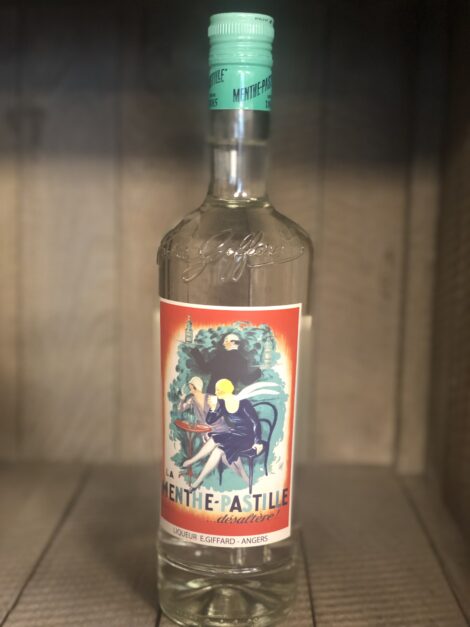 MENTHE-PASTILLE
Giffard
LA
MENTHE-PASTILLE
...désaltère!
LIQUEUR E.GIFFARD - ANGERS